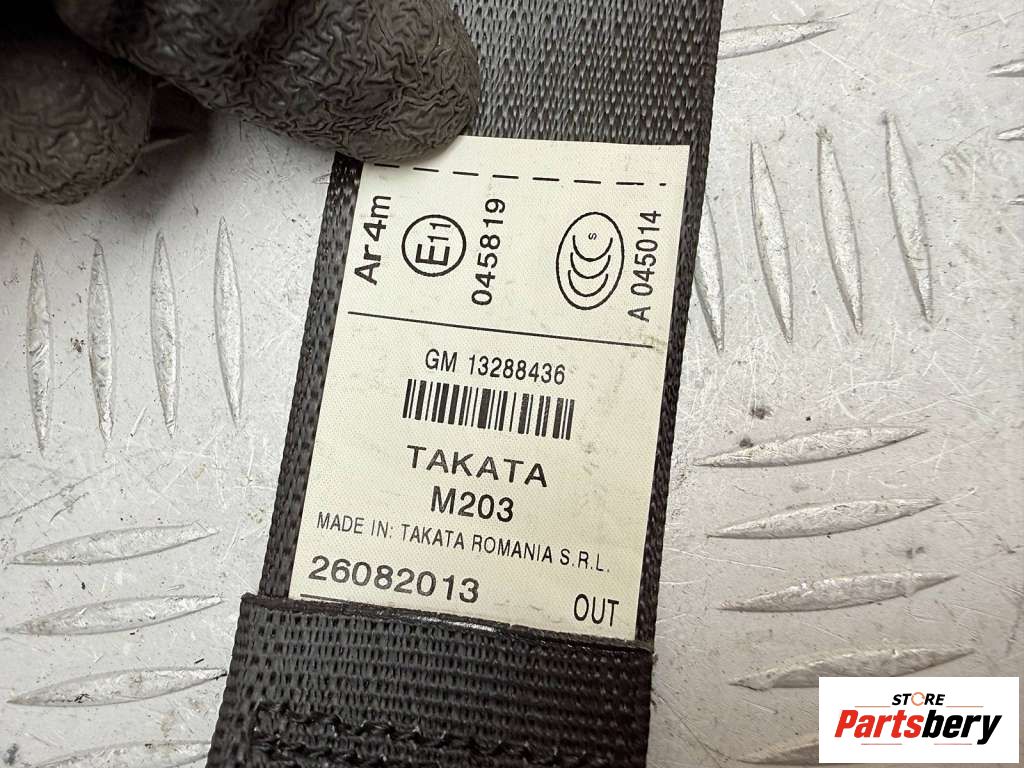 Ar4m
E11
045819
S
A 045014
GM 13288436
TAKATA
M203
MADE IN: TAKATA ROMANIA S.R.L.
26082013
OUT
STORE
Partsbery